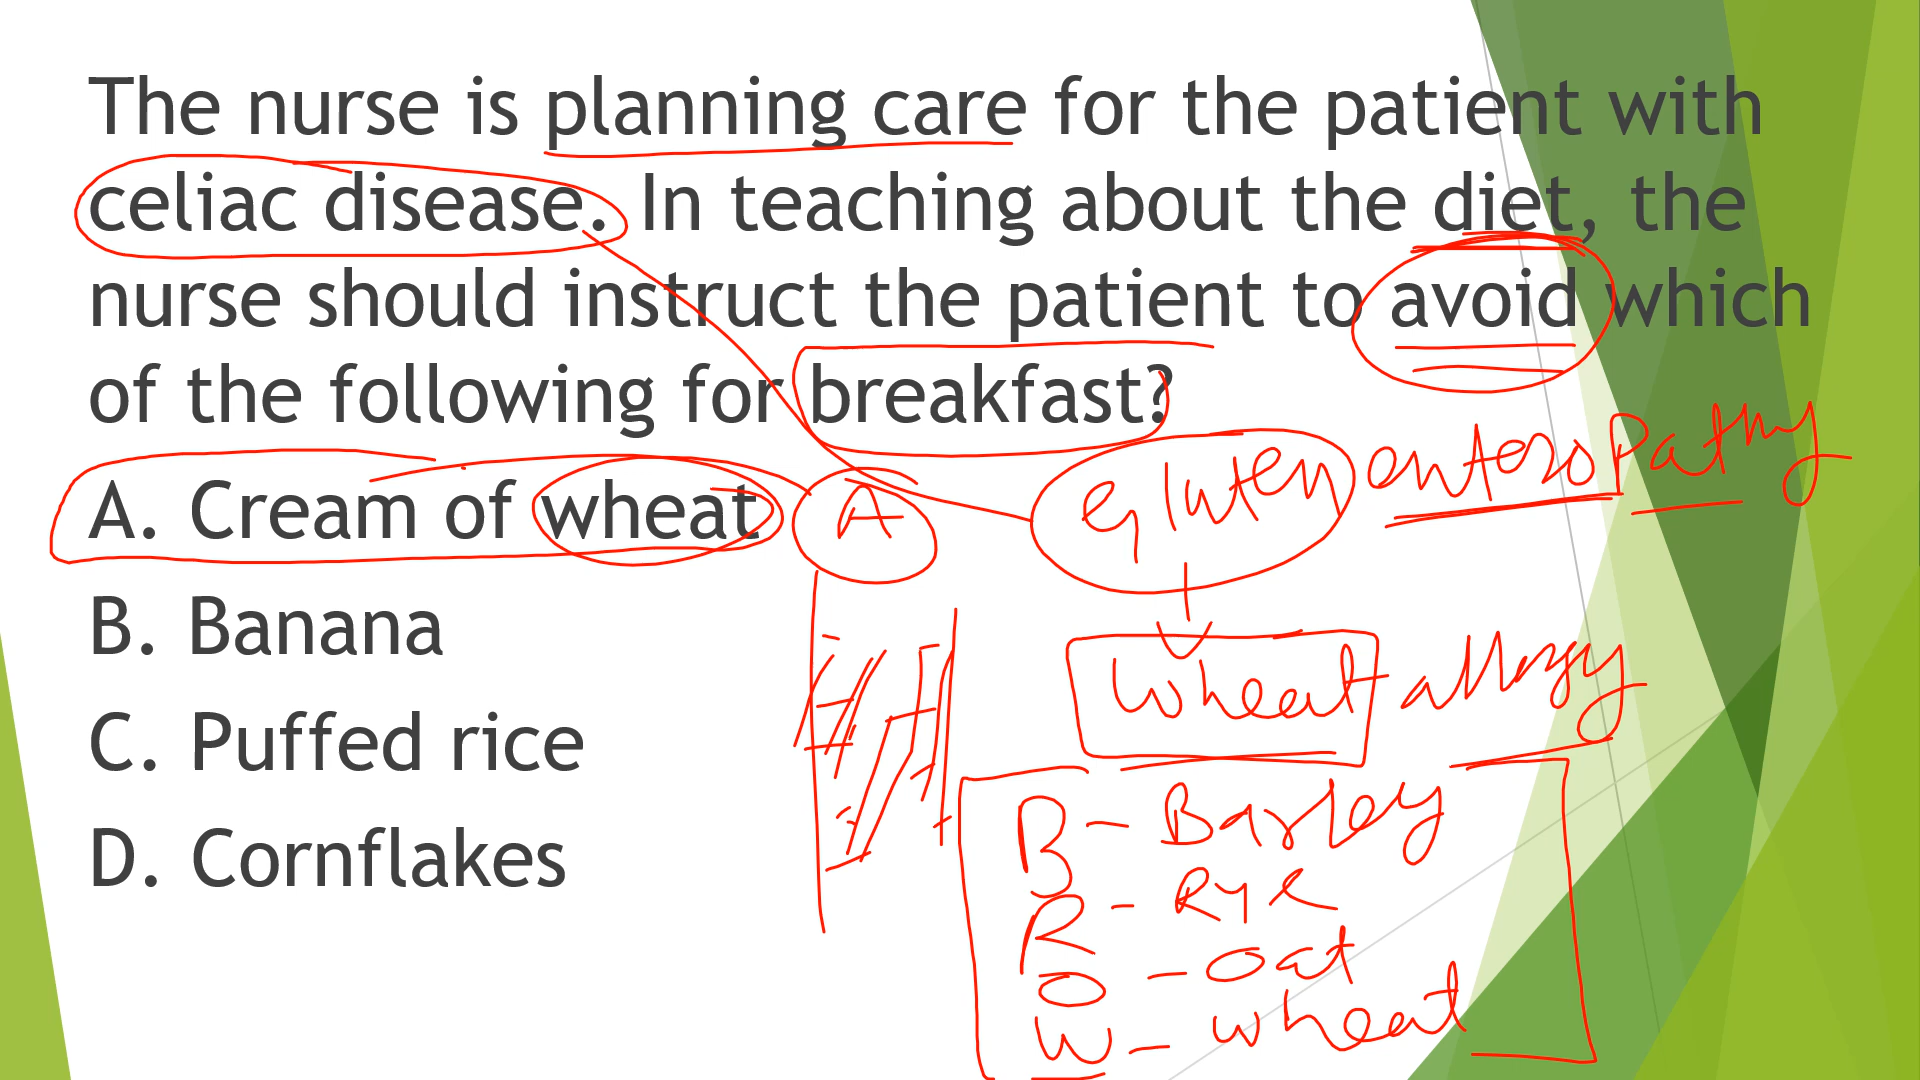 The nurse is planning care for the patient with
celiac disease. In teaching about the diet, the
nurse should instruct the patient to avoid which
of the following for breakfast?
A. Cream of wheat
A
Gluten enteropathy
B. Banana
wheat allergy
C. Puffed rice
B - Barley
D. Cornflakes
R - Rye
O - Oat
W - wheat